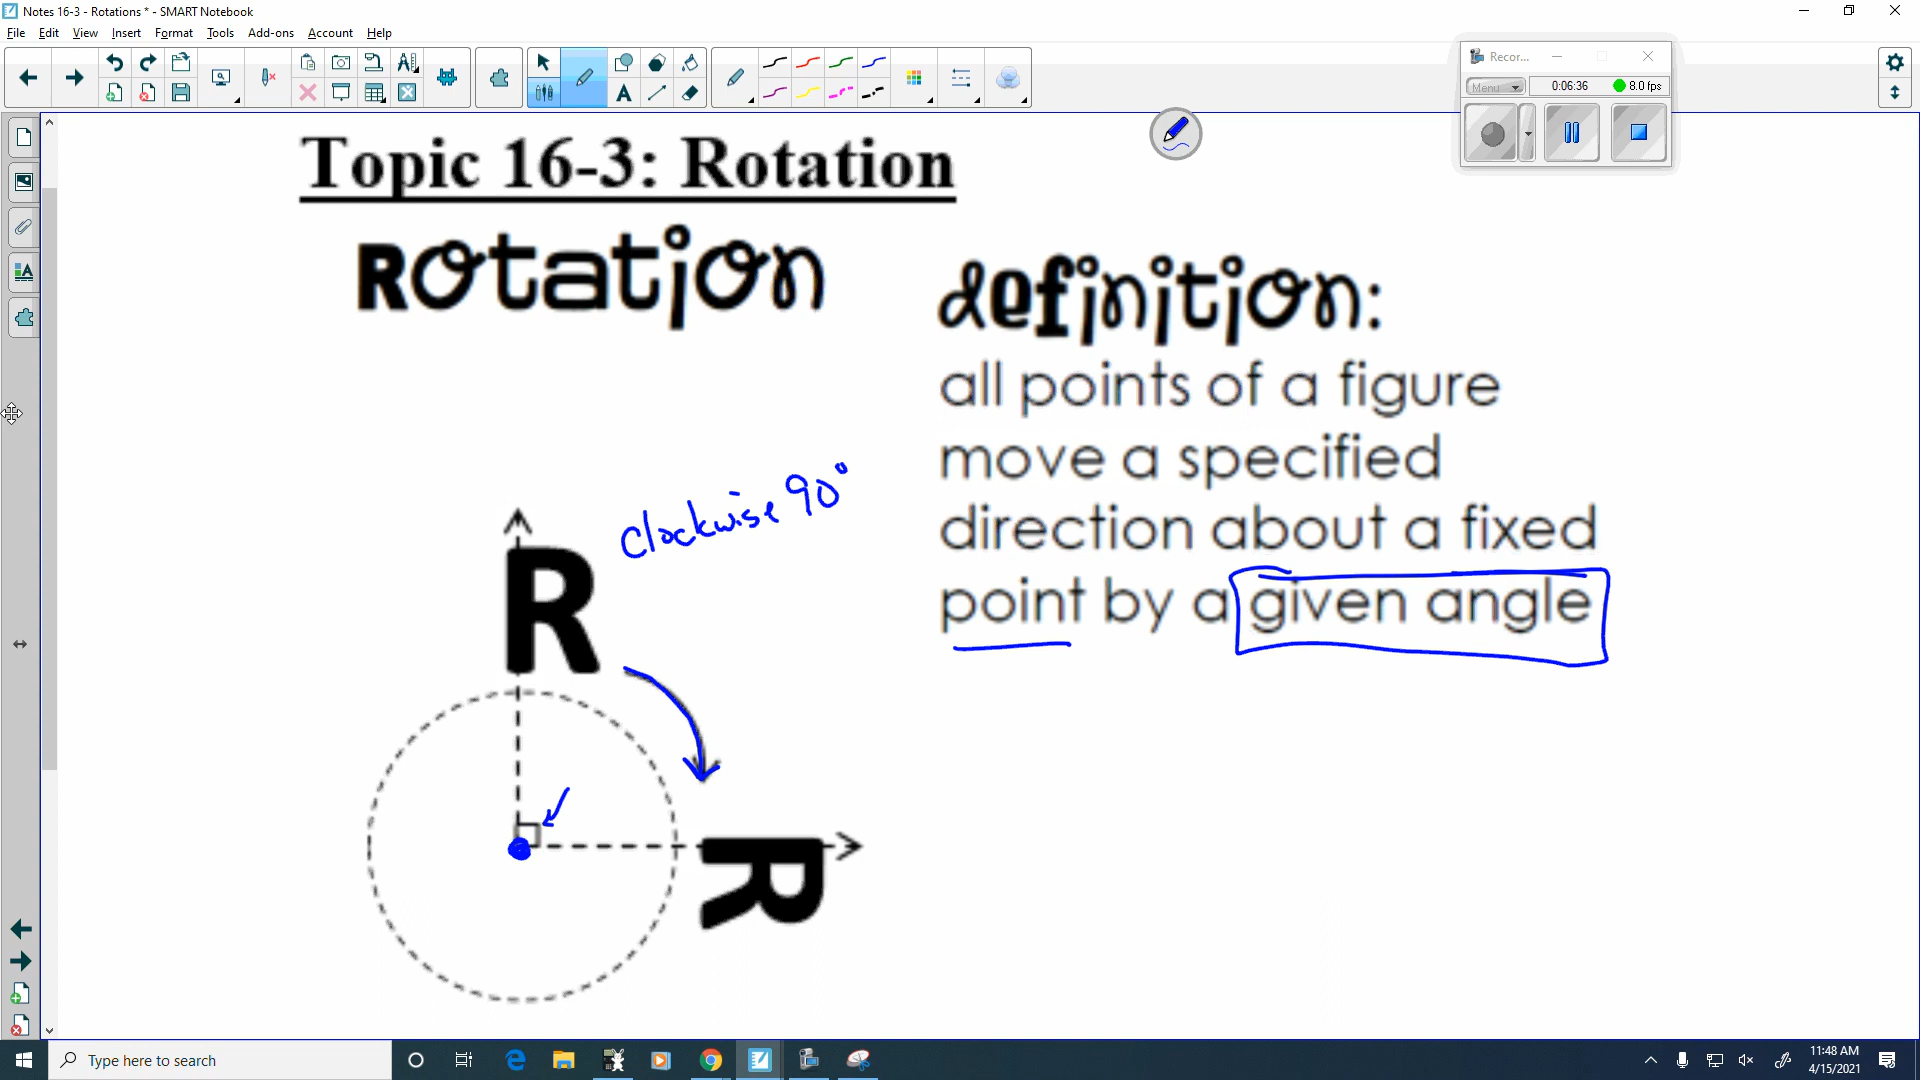 Notes 16-3 - Rotations * - SMART Notebook
File Edit View Insert Format Tools Add-ons Account Help
Recor...
Menu 0:06:36 8.0 fps
Topic 16-3: Rotation
Rotation
definition:
all points of a figure
move a specified
direction about a fixed
point by a given angle
clockwise 90°
R
R
Type here to search
11:48 AM
4/15/2021